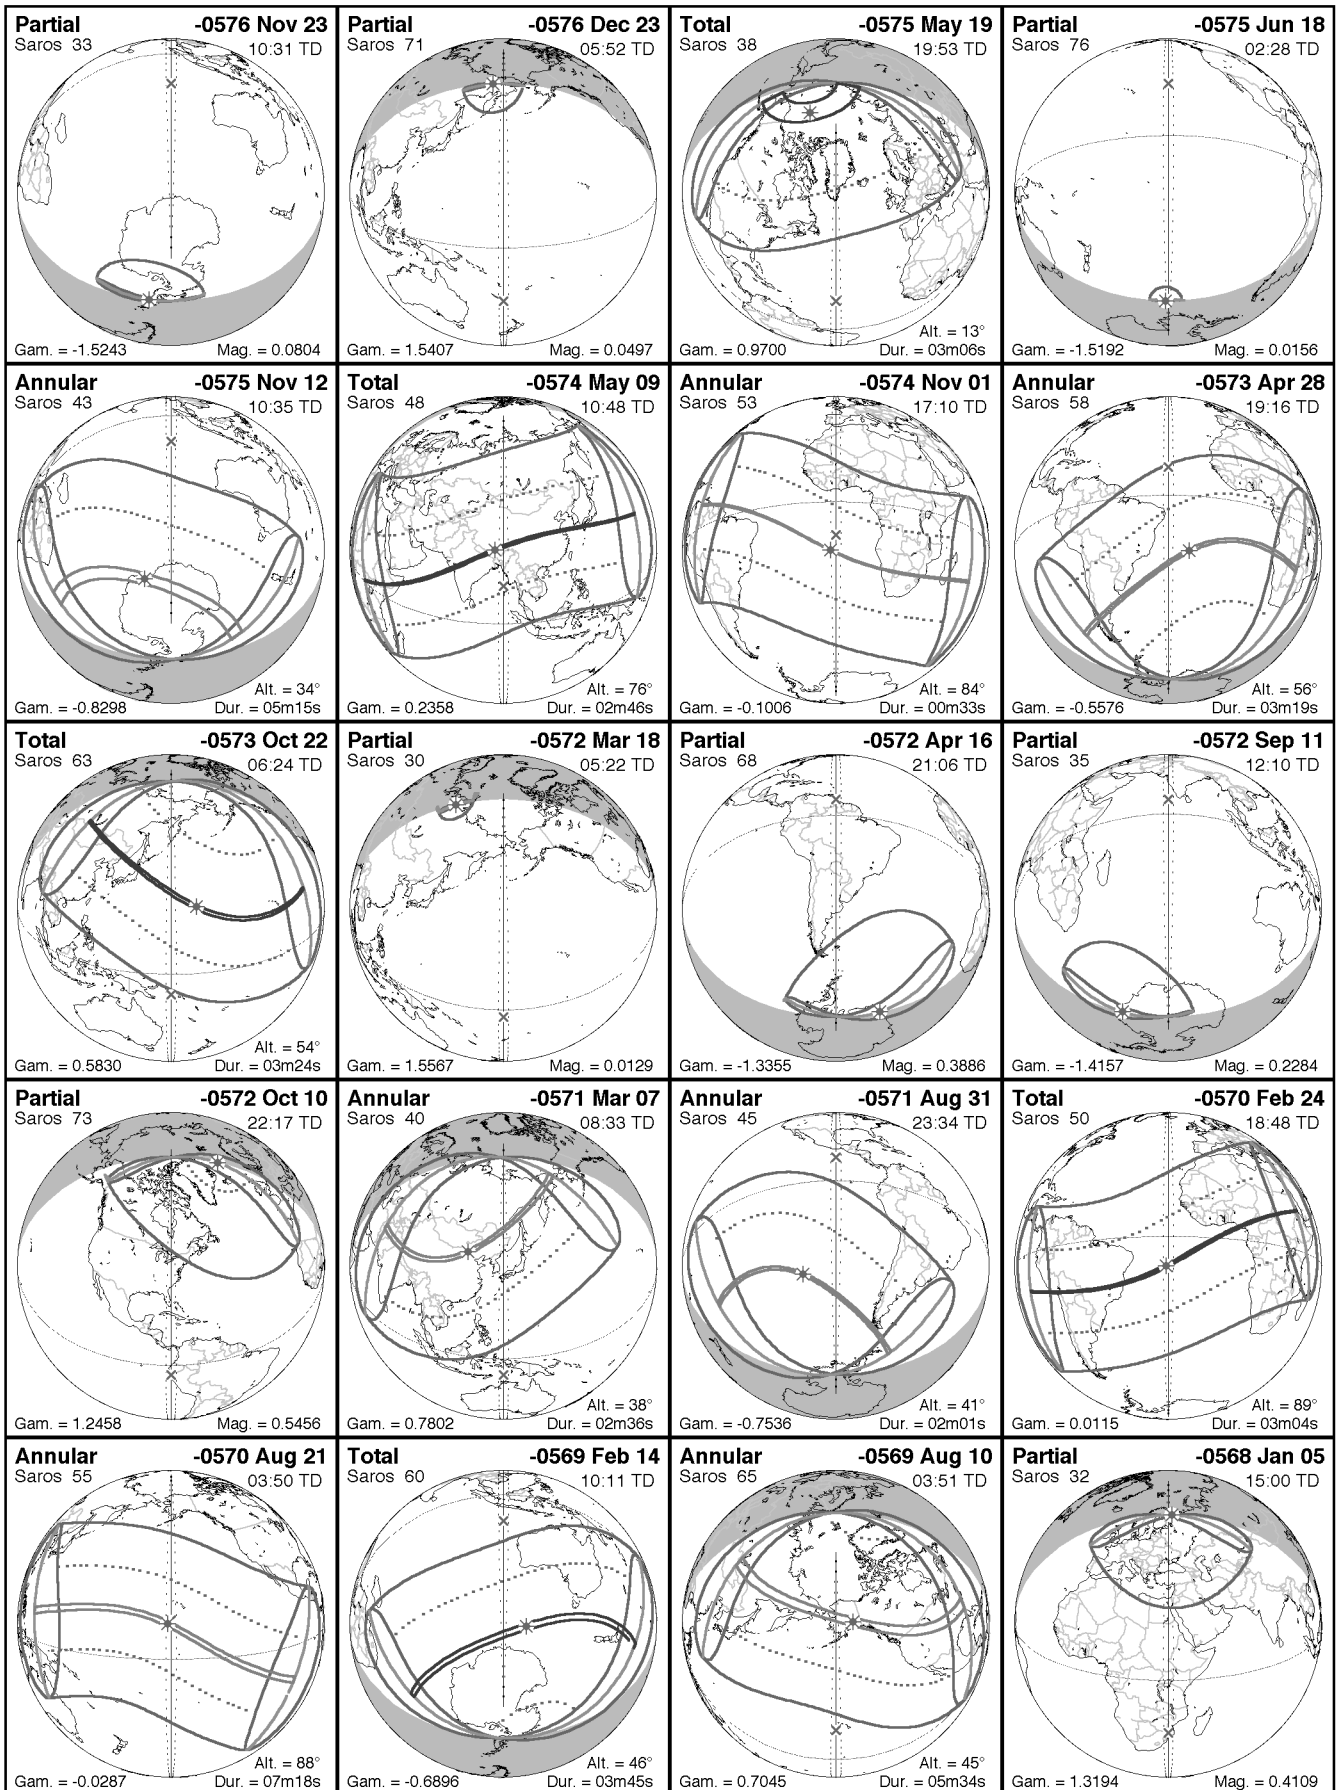 Partial -0576 Nov 23
Saros 33 10:31 TD
Gam. = -1.5243 Mag. = 0.0804
Partial -0576 Dec 23
Saros 71 05:52 TD
Gam. = 1.5407 Mag. = 0.0497
Total -0575 May 19
Saros 38 19:53 TD
Alt. = 13°
Gam. = 0.9700 Dur. = 03m06s
Partial -0575 Jun 18
Saros 76 02:28 TD
Gam. = -1.5192 Mag. = 0.0156
Annular -0575 Nov 12
Saros 43 10:35 TD
Alt. = 34°
Gam. = -0.8298 Dur. = 05m15s
Total -0574 May 09
Saros 48 10:48 TD
Alt. = 76°
Gam. = 0.2358 Dur. = 02m46s
Annular -0574 Nov 01
Saros 53 17:10 TD
Alt. = 84°
Gam. = -0.1006 Dur. = 00m33s
Annular -0573 Apr 28
Saros 58 19:16 TD
Alt. = 56°
Gam. = -0.5576 Dur. = 03m19s
Total -0573 Oct 22
Saros 63 06:24 TD
Alt. = 54°
Gam. = 0.5830 Dur. = 03m24s
Partial -0572 Mar 18
Saros 30 05:22 TD
Gam. = 1.5567 Mag. = 0.0129
Partial -0572 Apr 16
Saros 68 21:06 TD
Gam. = -1.3355 Mag. = 0.3886
Partial -0572 Sep 11
Saros 35 12:10 TD
Gam. = -1.4157 Mag. = 0.2284
Partial -0572 Oct 10
Saros 73 22:17 TD
Gam. = 1.2458 Mag. = 0.5456
Annular -0571 Mar 07
Saros 40 08:33 TD
Alt. = 38°
Gam. = 0.7802 Dur. = 02m36s
Annular -0571 Aug 31
Saros 45 23:34 TD
Alt. = 41°
Gam. = -0.7536 Dur. = 02m01s
Total -0570 Feb 24
Saros 50 18:48 TD
Alt. = 89°
Gam. = 0.0115 Dur. = 03m04s
Annular -0570 Aug 21
Saros 55 03:50 TD
Alt. = 88°
Gam. = -0.0287 Dur. = 07m18s
Total -0569 Feb 14
Saros 60 10:11 TD
Alt. = 46°
Gam. = -0.6896 Dur. = 03m45s
Annular -0569 Aug 10
Saros 65 03:51 TD
Alt. = 45°
Gam. = 0.7045 Dur. = 05m34s
Partial -0568 Jan 05
Saros 32 15:00 TD
Gam. = 1.3194 Mag. = 0.4109